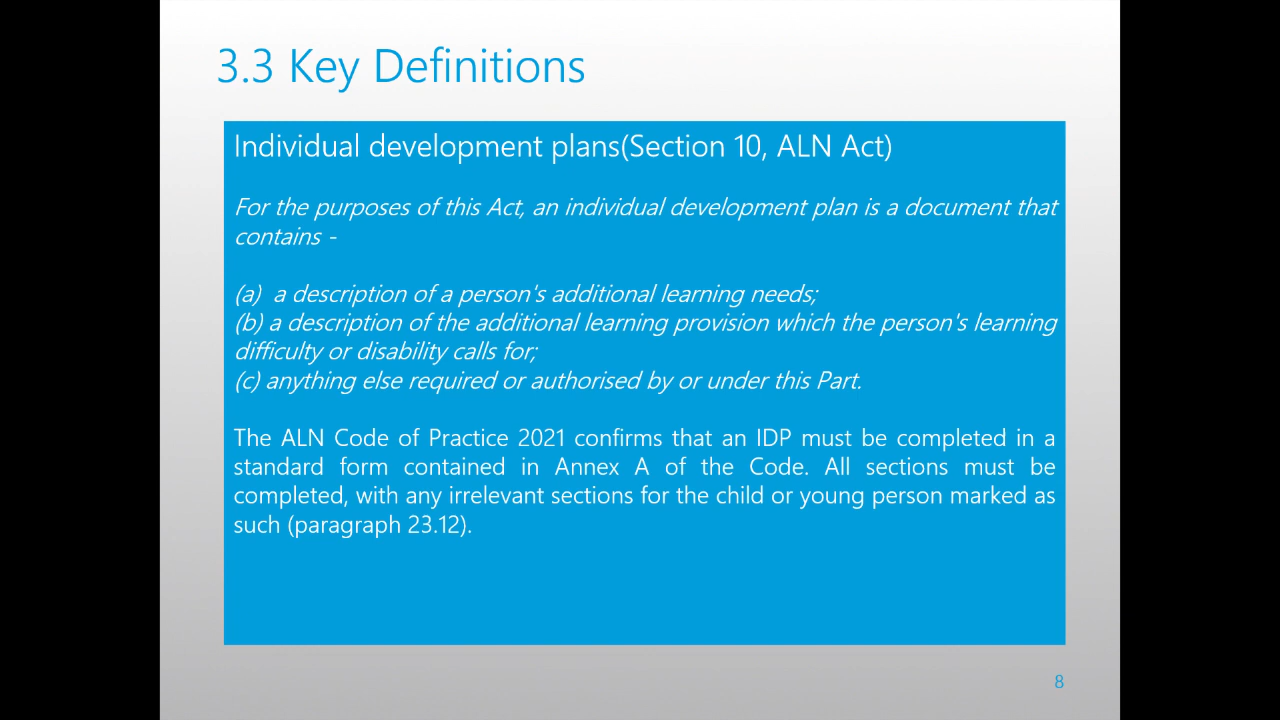 3.3 Key Definitions
Individual development plans(Section 10, ALN Act)
For the purposes of this Act, an individual development plan is a document that
contains -
(a)  a description of a person's additional learning needs;
(b) a description of the additional learning provision which the person's learning
difficulty or disability calls for;
(c) anything else required or authorised by or under this Part.
The ALN Code of Practice 2021 confirms that an IDP must be completed in a
standard form contained in Annex A of the Code. All sections must be
completed, with any irrelevant sections for the child or young person marked as
such (paragraph 23.12).
8